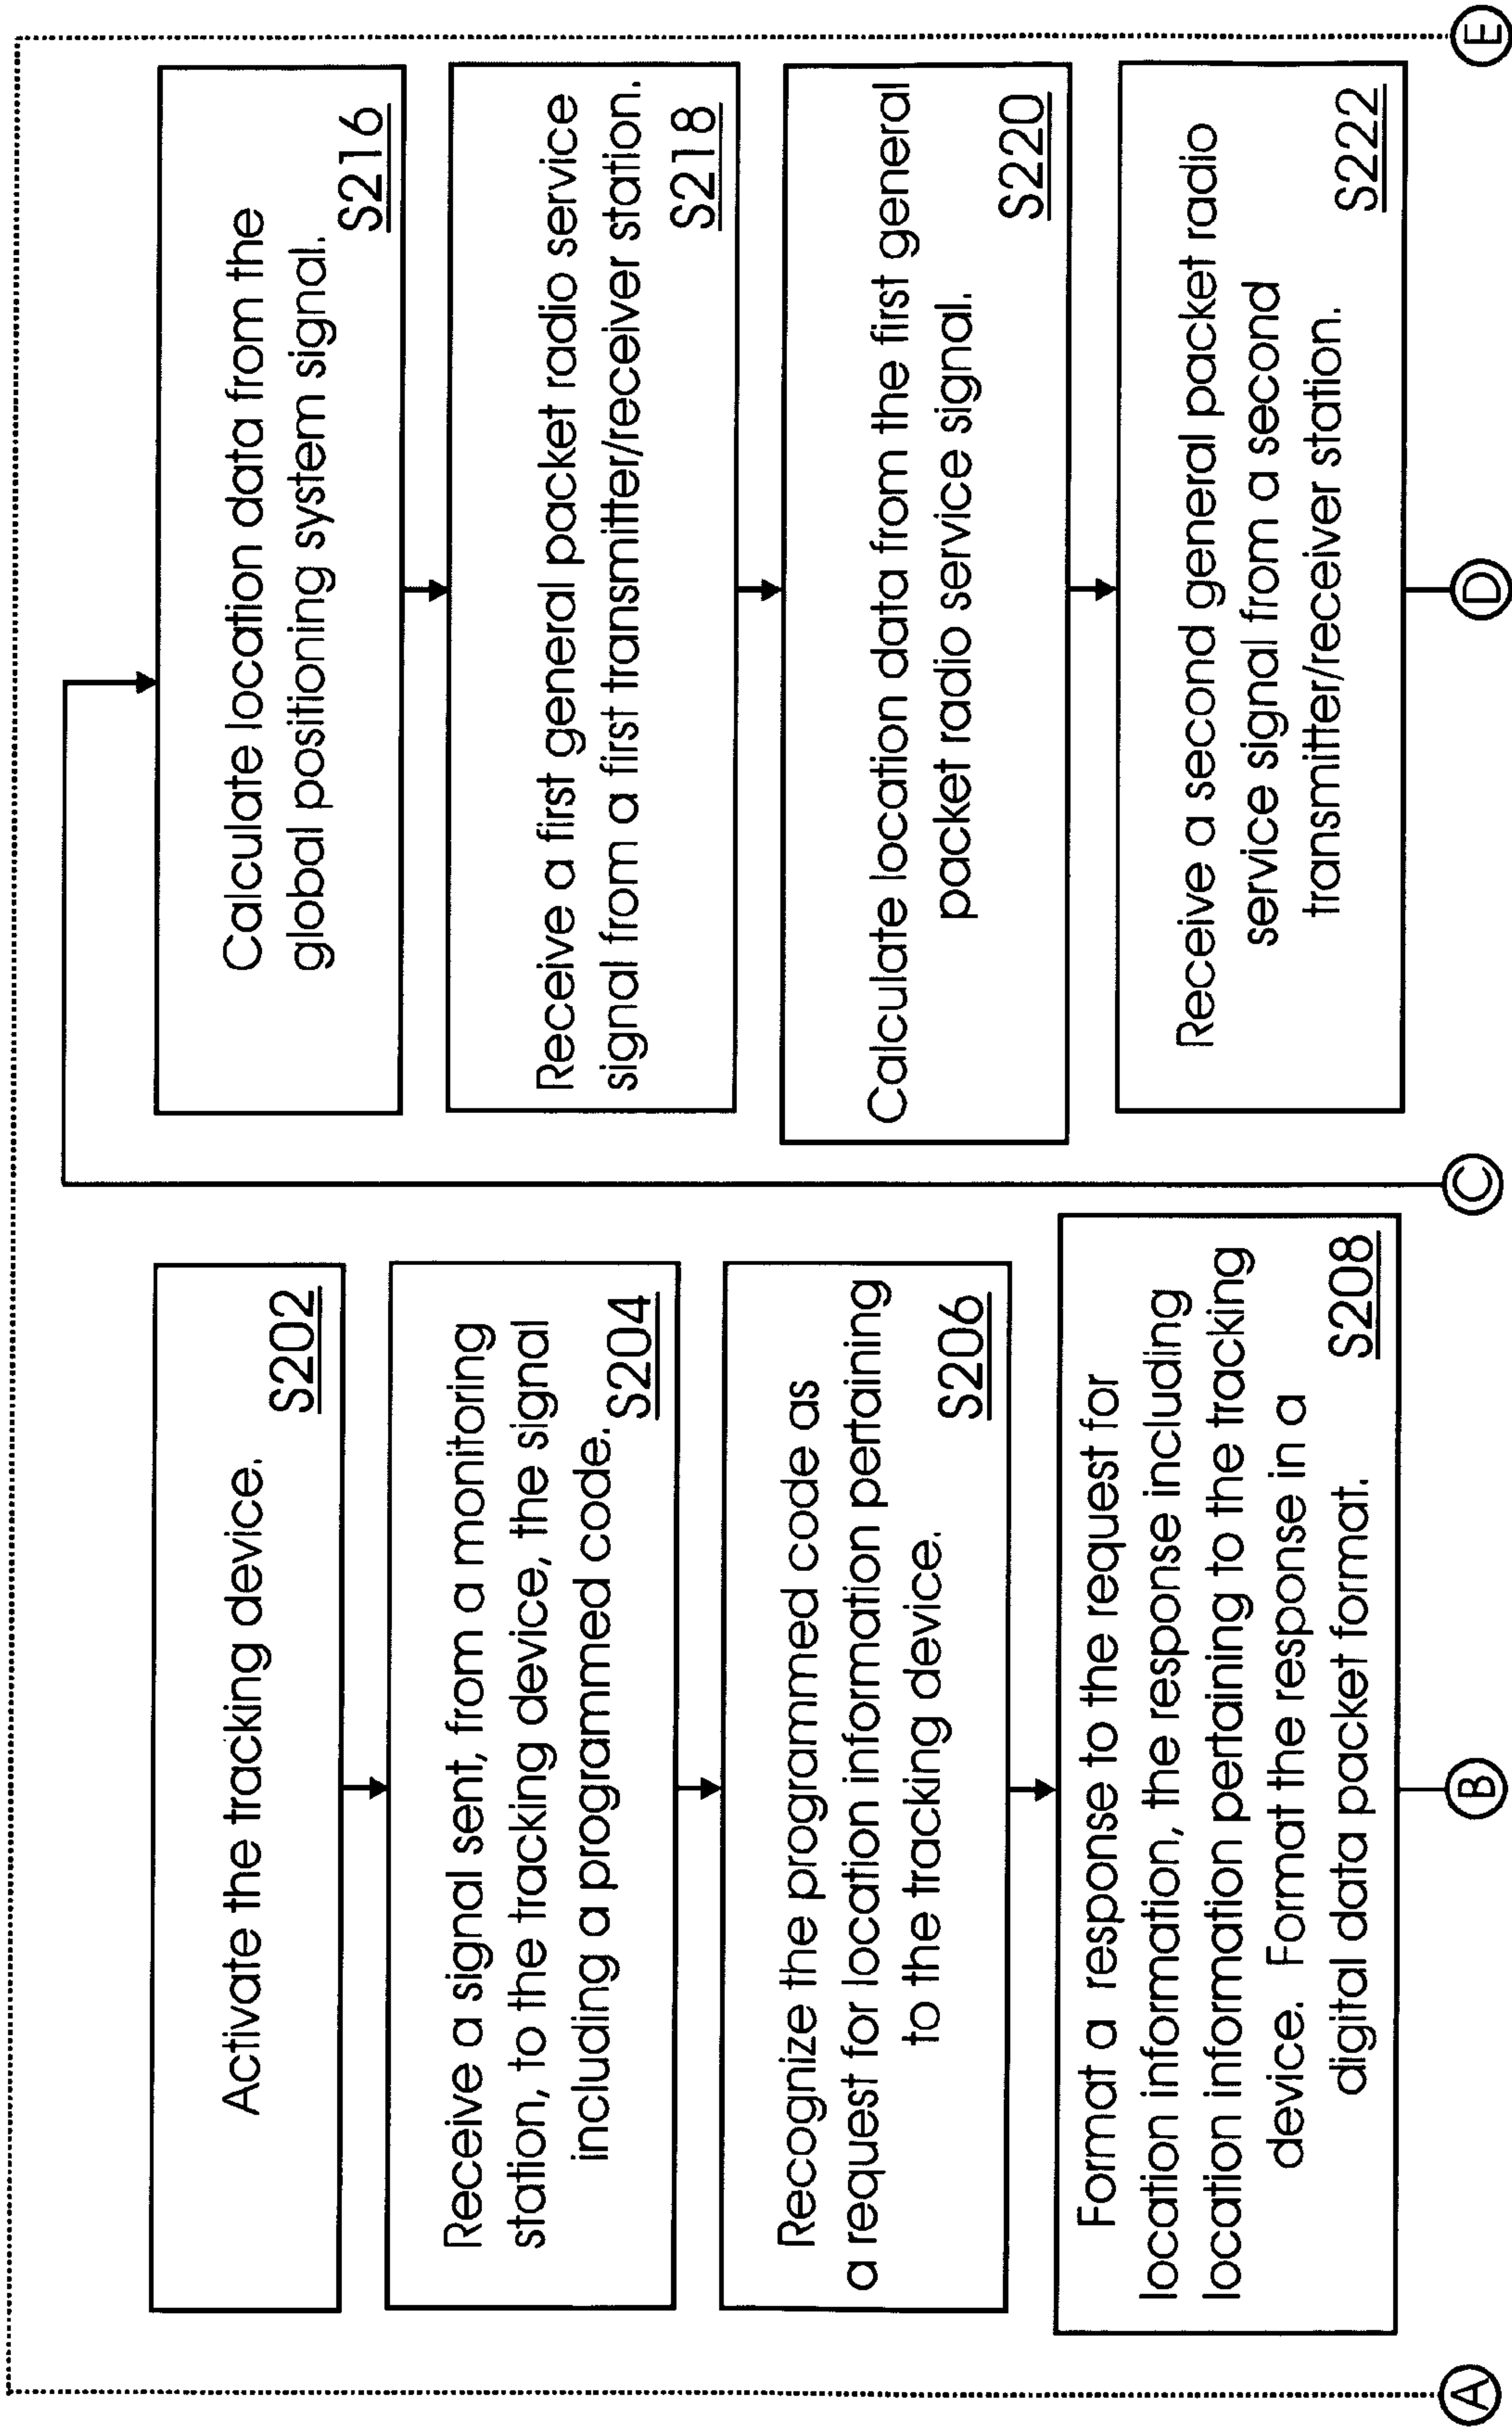 Activate the tracking device.
S202
Receive a signal sent, from a monitoring
station, to the tracking device, the signal
including a programmed code.
S204
Recognize the programmed code as
a request for location information pertaining
to the tracking device.
S206
Format a response to the request for
location information, the response including
location information pertaining to the tracking
device. Format the response in a
digital data packet format.
S208
Calculate location data from the
global positioning system signal.
S216
Receive a first general packet radio service
signal from a first transmitter/receiver station.
S218
Calculate location data from the first general
packet radio service signal.
S220
Receive a second general packet radio
service signal from a second
transmitter/receiver station.
S222
A
B
C
D
E